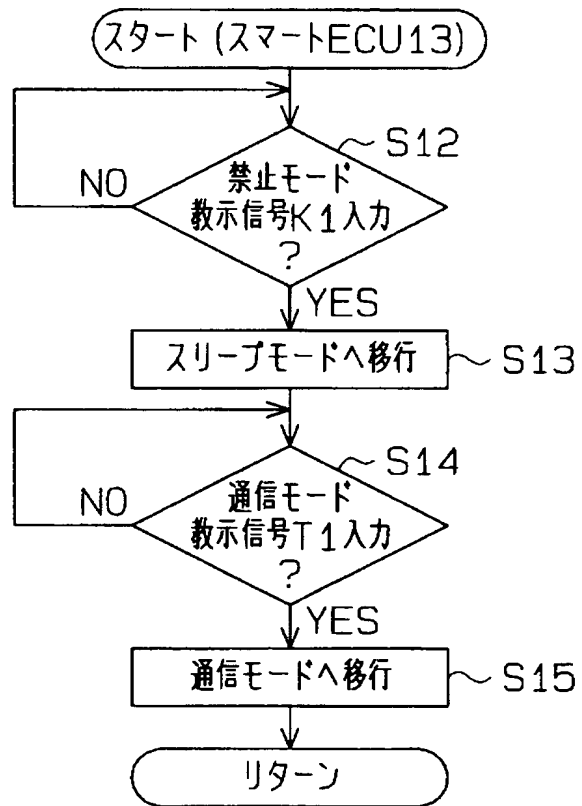 スタート (スマートECU13)
S12
禁止モード
教示信号K1入力
?
NO
YES
スリープモードへ移行
S13
S14
通信モード
教示信号T1入力
?
NO
YES
通信モードへ移行
S15
リターン